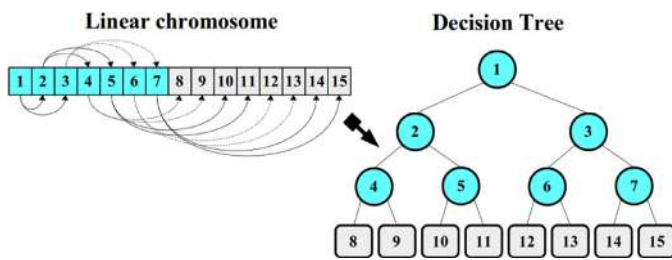 Linear chromosome
1 2 3 4 5 6 7 8 9 10 11 12 13 14 15
Decision Tree
1
2 3
4 5 6 7
8 9 10 11 12 13 14 15